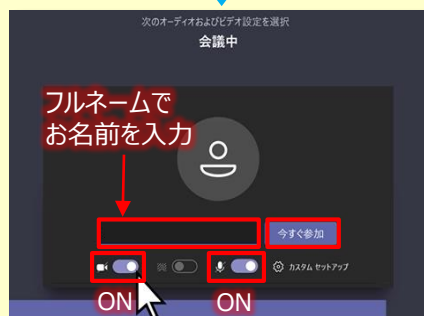 次のオーディオおよびビデオ設定を選択
会議中
フルネームで
お名前を入力
今すぐ参加
カスタム セットアップ
ON
ON